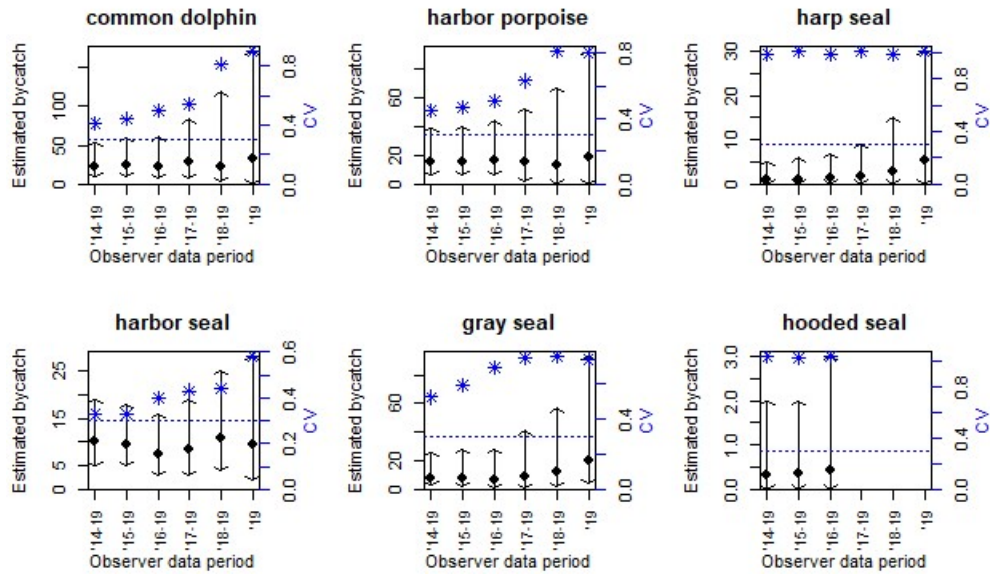 common dolphin
Estimated bycatch
0 50 100
0.0 0.4 0.8
CV
'14-19 '15-19 '16-19 '17-19 '18-19 '19
Observer data period
harbor porpoise
Estimated bycatch
0 20 60
0.0 0.4 0.8
CV
'14-19 '15-19 '16-19 '17-19 '18-19 '19
Observer data period
harp seal
Estimated bycatch
0 5 10 20 30
0.0 0.4 0.8
CV
'14-19 '15-19 '16-19 '17-19 '18-19 '19
Observer data period
harbor seal
Estimated bycatch
0 5 15 25
0.0 0.2 0.4 0.6
CV
'14-19 '15-19 '16-19 '17-19 '18-19 '19
Observer data period
gray seal
Estimated bycatch
0 20 60
0.0 0.4 0.8
CV
'14-19 '15-19 '16-19 '17-19 '18-19 '19
Observer data period
hooded seal
Estimated bycatch
0.0 1.0 2.0 3.0
0.0 0.4 0.8
CV
'14-19 '15-19 '16-19 '17-19 '18-19 '19
Observer data period